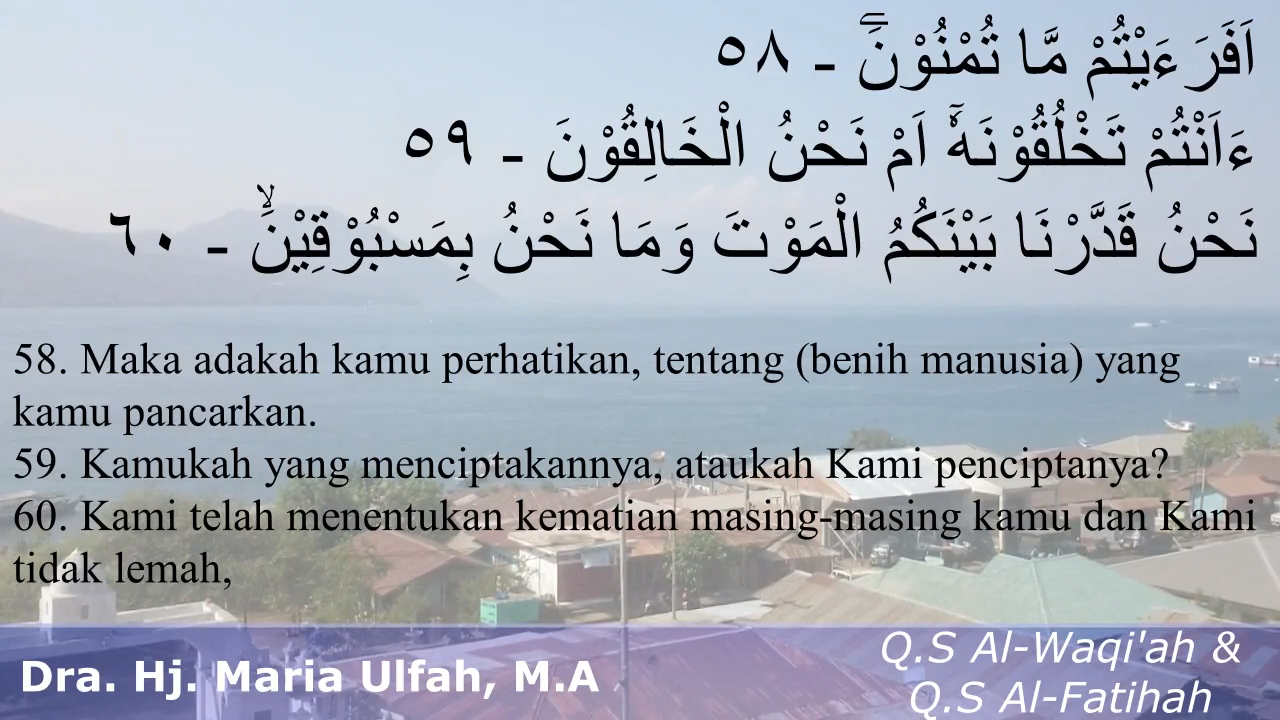 اَفَرَءَيْتُمْ مَّا تُمْنُوْنَۗ - ٥٨
ءَاَنْتُمْ تَخْلُقُوْنَهٗٓ اَمْ نَحْنُ الْخَالِقُوْنَ - ٥٩
نَحْنُ قَدَّرْنَا بَيْنَكُمُ الْمَوْتَ وَمَا نَحْنُ بِمَسْبُوْقِيْنَۙ - ٦٠
58. Maka adakah kamu perhatikan, tentang (benih manusia) yang
kamu pancarkan.
59. Kamukah yang menciptakannya, ataukah Kami penciptanya?
60. Kami telah menentukan kematian masing-masing kamu dan Kami
tidak lemah,
Dra. Hj. Maria Ulfah, M.A
Q.S Al-Waqi'ah &
Q.S Al-Fatihah